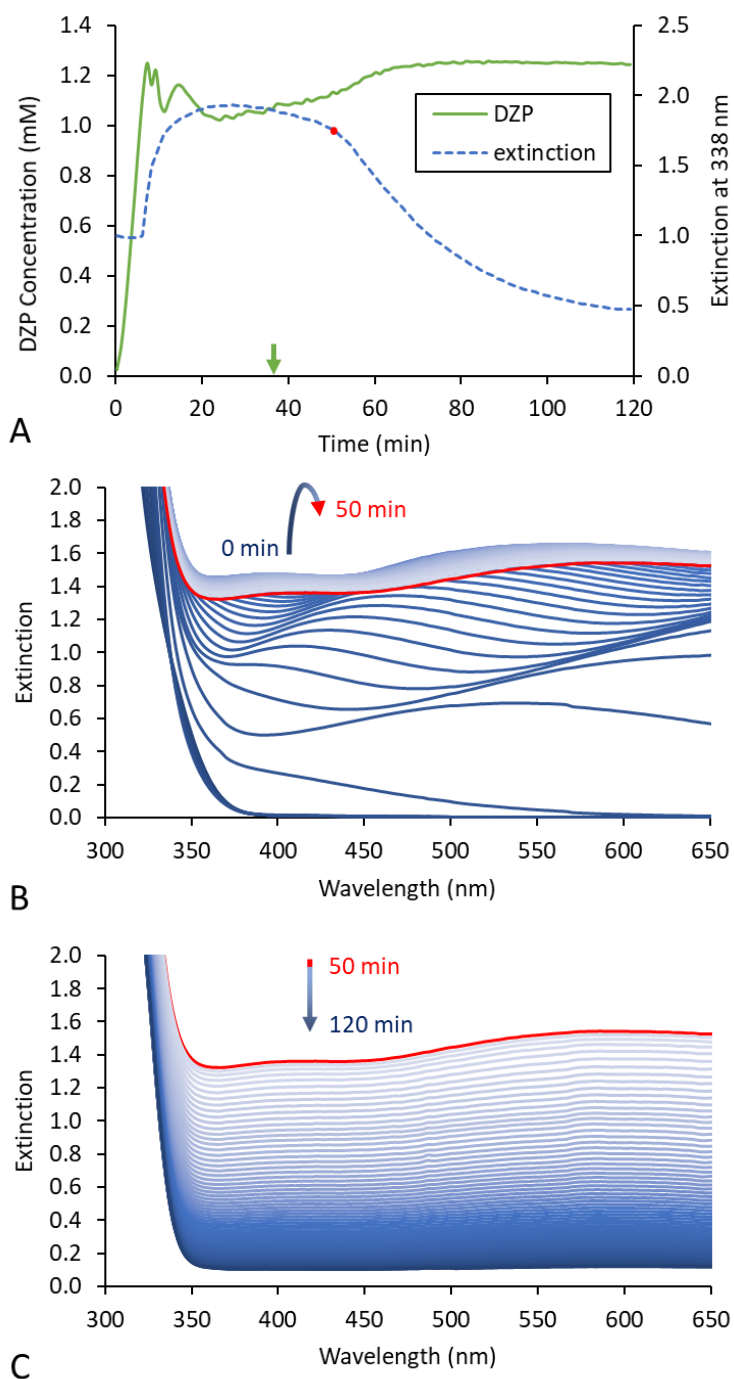 1.4
1.2
1.0
0.8
0.6
0.4
0.2
0.0
DZP Concentration (mM)
2.5
2.0
1.5
1.0
0.5
0.0
Extinction at 338 nm
DZP
extinction
0 20 40 60 80 100 120
Time (min)
A
2.0
1.8
1.6
1.4
1.2
1.0
0.8
0.6
0.4
0.2
0.0
Extinction
0 min
50 min
300 350 400 450 500 550 600 650
Wavelength (nm)
B
2.0
1.8
1.6
1.4
1.2
1.0
0.8
0.6
0.4
0.2
0.0
Extinction
50 min
120 min
300 350 400 450 500 550 600 650
Wavelength (nm)
C